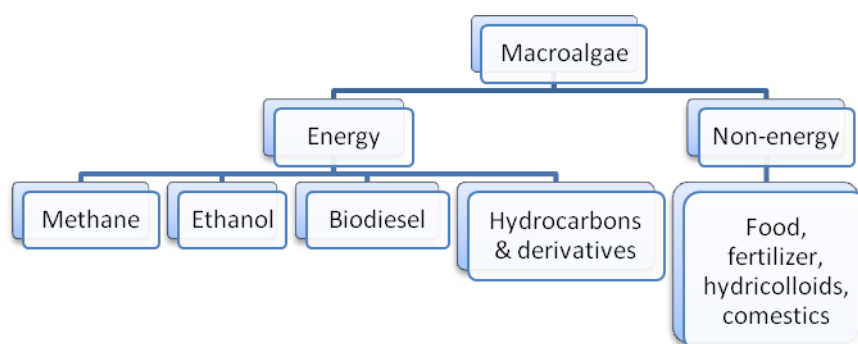 Macroalgae
Energy
Non-energy
Methane
Ethanol
Biodiesel
Hydrocarbons
& derivatives
Food,
fertilizer,
hydricolloids,
comestics